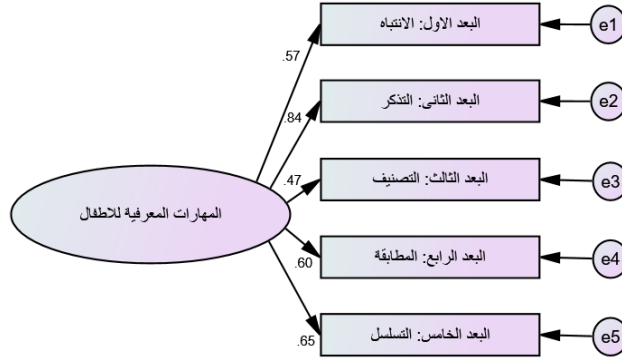 البعد الاول: الانتباه
e1
.57
البعد الثانى: التذكر
e2
.84
البعد الثالث: التصنيف
e3
.47
المهارات المعرفية للاطفال
البعد الرابع: المطابقة
e4
.60
البعد الخامس: التسلسل
e5
.65